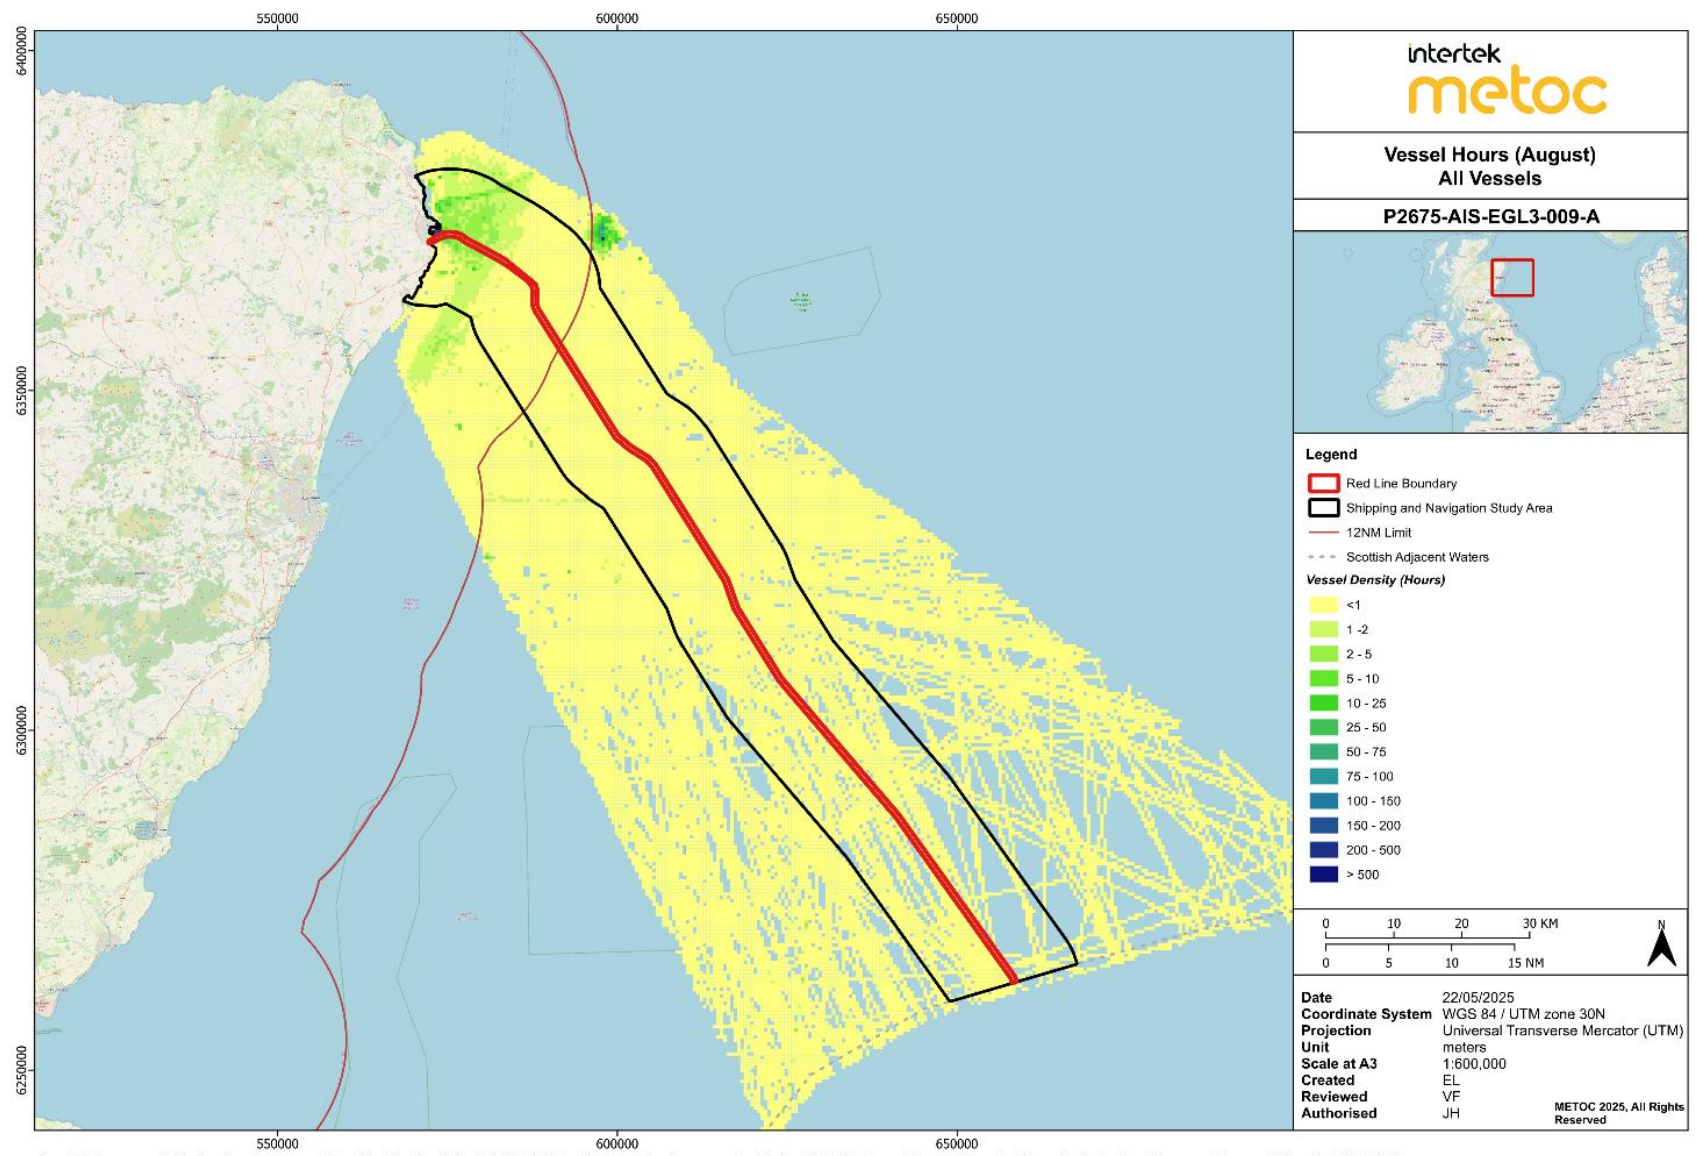 550000
600000
650000
6400000
6350000
6300000
6250000
550000
600000
650000
intertek
metoc
Vessel Hours (August)
All Vessels
P2675-AIS-EGL3-009-A
Legend
Red Line Boundary
Shipping and Navigation Study Area
12NM Limit
Scottish Adjacent Waters
Vessel Density (Hours)
<1
1 -2
2 - 5
5 - 10
10 - 25
25 - 50
50 - 75
75 - 100
100 - 150
150 - 200
200 - 500
> 500
0 10 20 30 KM
0 5 10 15 NM
N
Date 22/05/2025
Coordinate System WGS 84 / UTM zone 30N
Projection Universal Transverse Mercator (UTM)
Unit meters
Scale at A3 1:600,000
Created EL
Reviewed VF
Authorised JH
METOC 2025, All Rights
Reserved